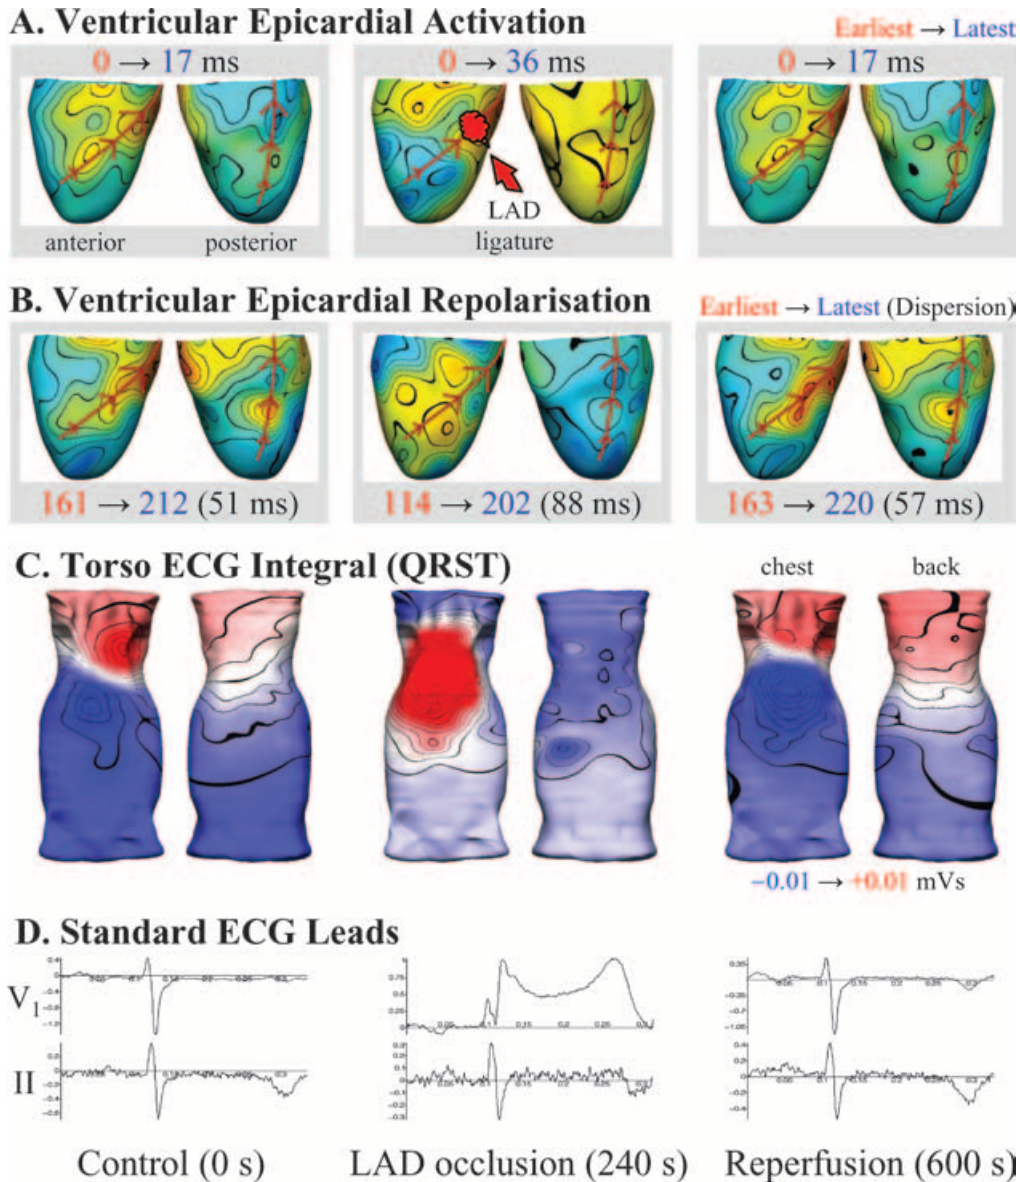 A. Ventricular Epicardial Activation
Earliest → Latest
0 → 17 ms
0 → 36 ms
0 → 17 ms
LAD
ligature
anterior
posterior
B. Ventricular Epicardial Repolarisation
Earliest → Latest (Dispersion)
161 → 212 (51 ms)
114 → 202 (88 ms)
163 → 220 (57 ms)
C. Torso ECG Integral (QRST)
chest
back
−0.01 → +0.01 mVs
D. Standard ECG Leads
V1
II
Control (0 s)
LAD occlusion (240 s)
Reperfusion (600 s)